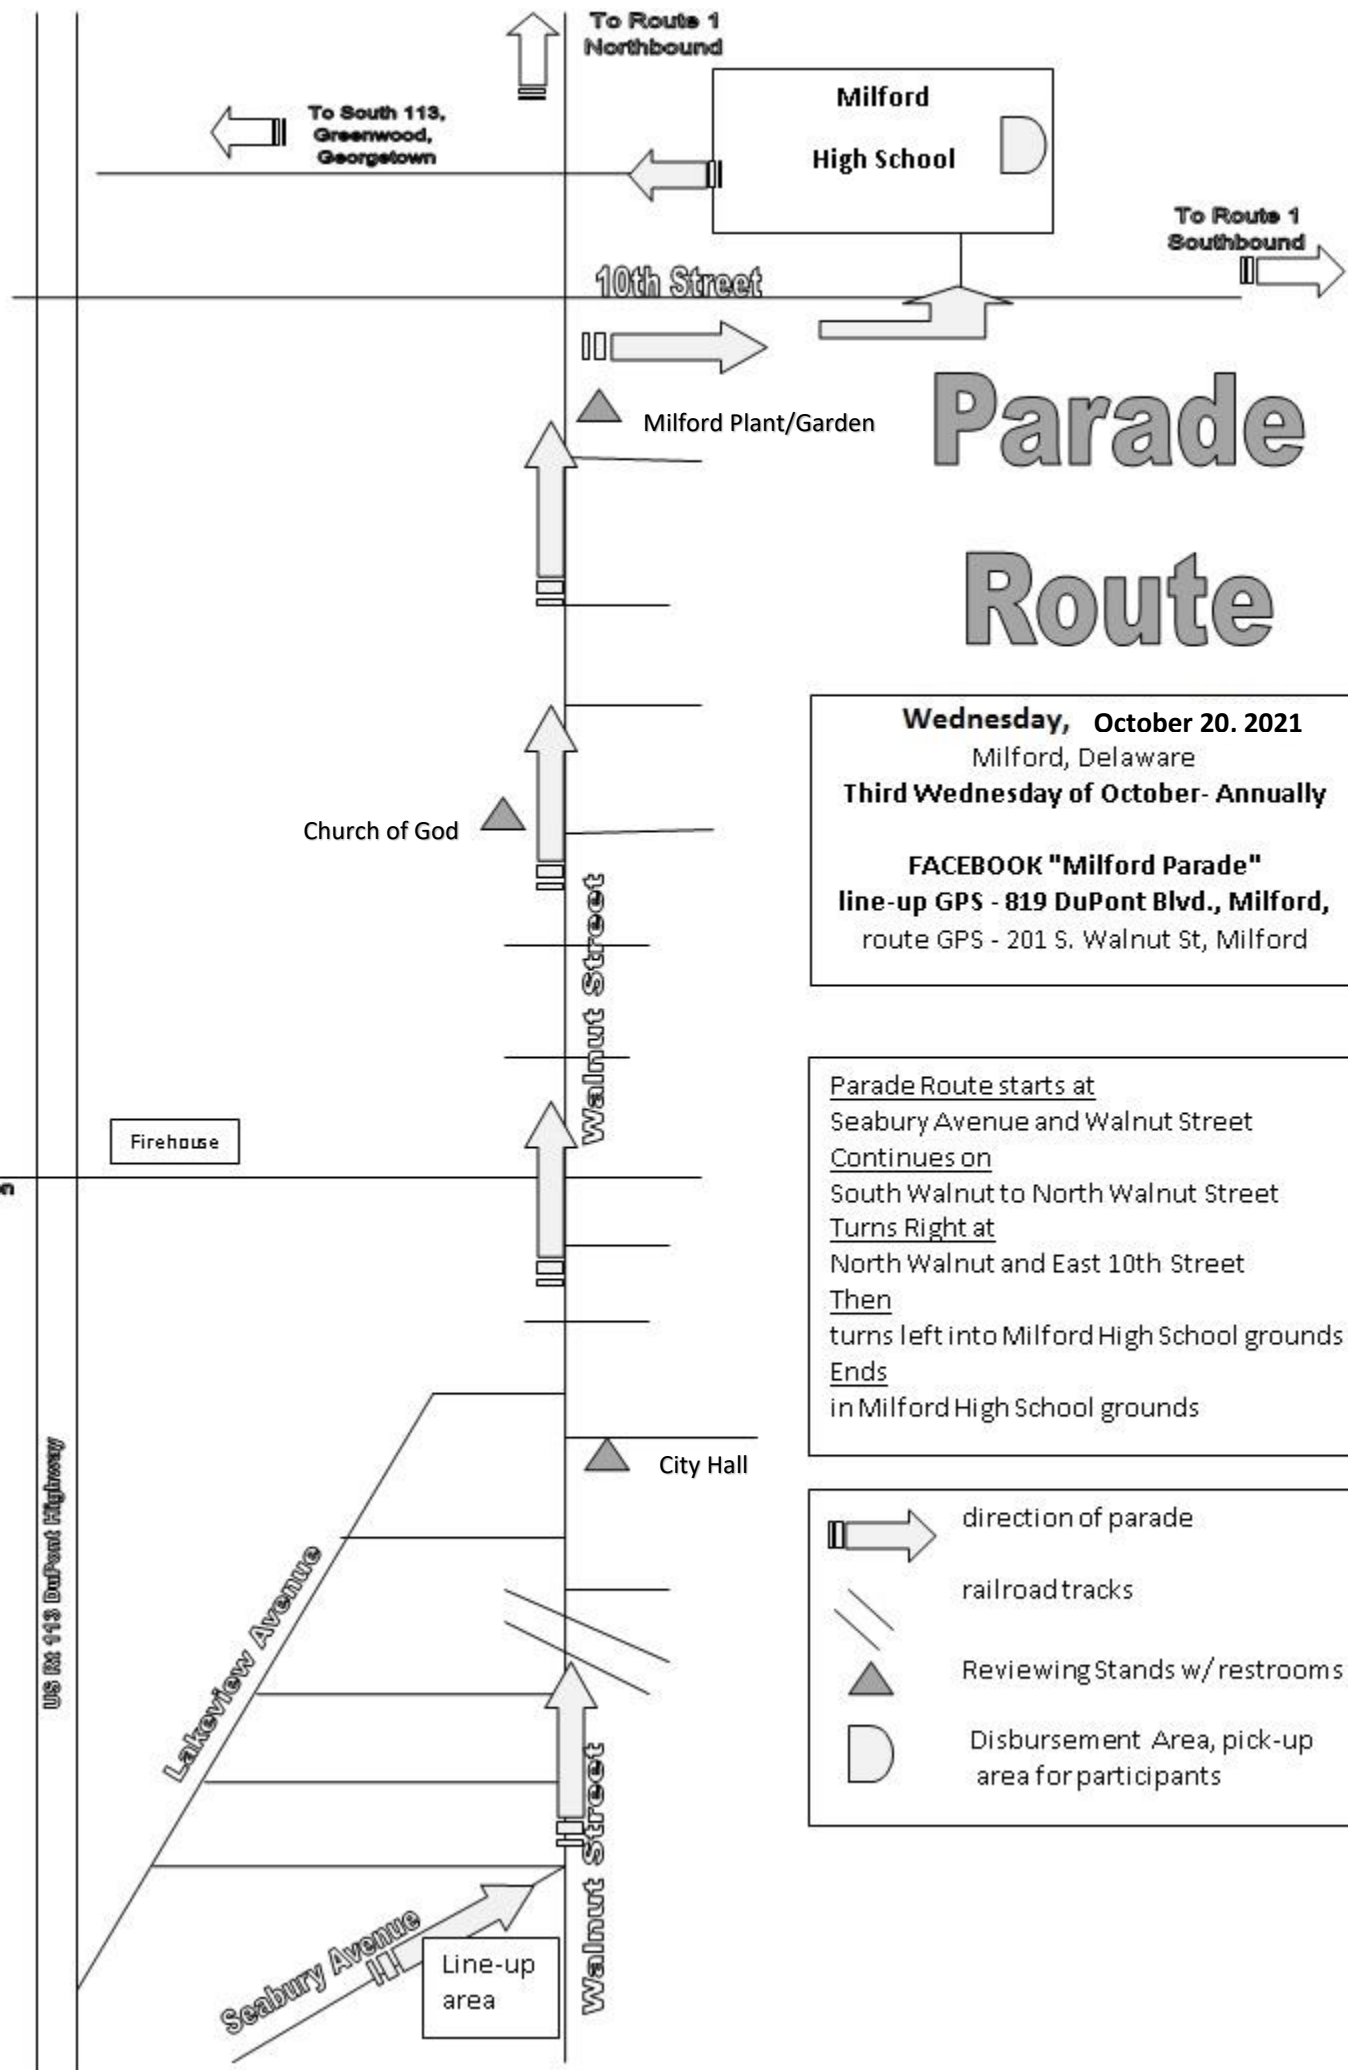 To Route 1
Northbound
To South 113,
Greenwood,
Georgetown
Milford
High School
To Route 1
Southbound
10th Street
Milford Plant/Garden
Parade
Route
Wednesday, October 20. 2021
Milford, Delaware
Third Wednesday of October- Annually
FACEBOOK "Milford Parade"
line-up GPS - 819 DuPont Blvd., Milford,
route GPS - 201 S. Walnut St, Milford
Church of God
Walnut Street
Firehouse
Parade Route starts at
Seabury Avenue and Walnut Street
Continues on
South Walnut to North Walnut Street
Turns Right at
North Walnut and East 10th Street
Then
turns left into Milford High School grounds
Ends
in Milford High School grounds
City Hall
US Rt 113 DuPont Highway
Lakeview Avenue
direction of parade
railroad tracks
Reviewing Stands w/ restrooms
Disbursement Area, pick-up
area for participants
Walnut Street
Seabury Avenue
Line-up
area